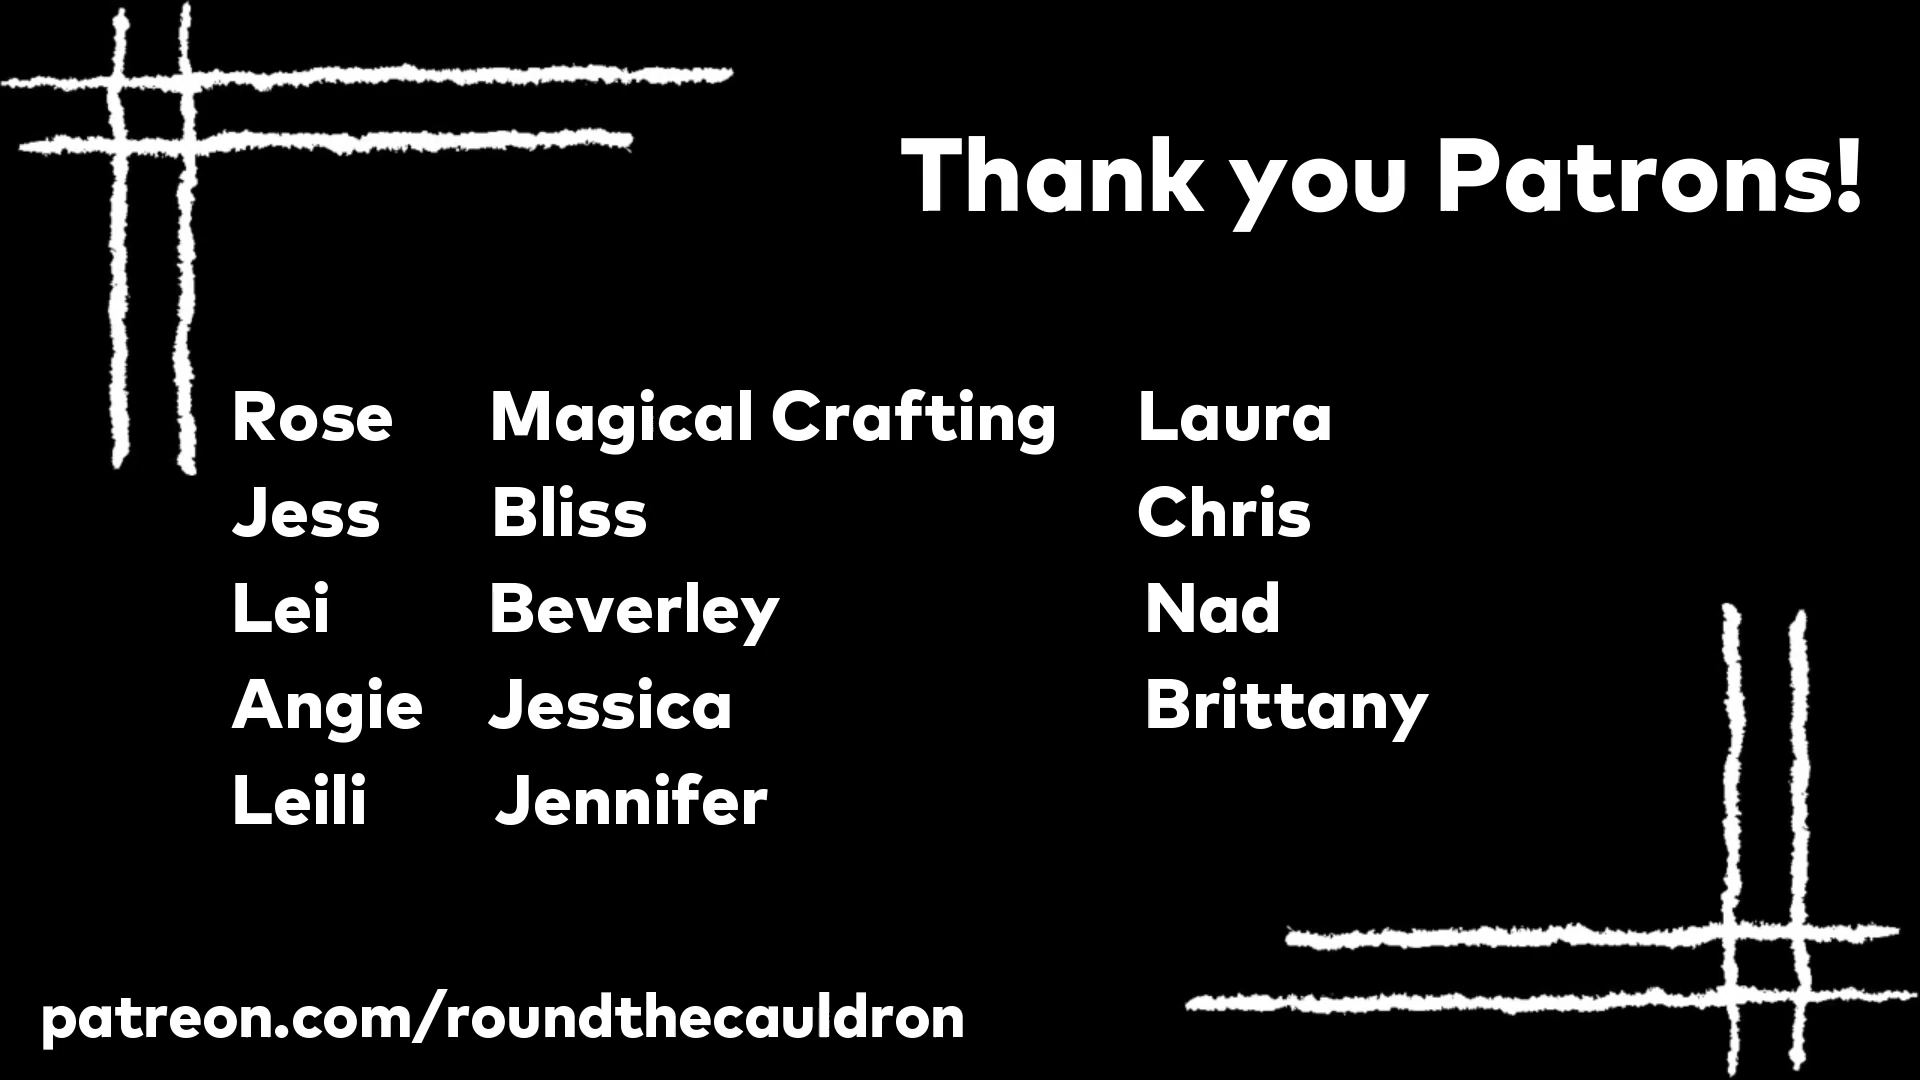 Thank you Patrons!
Rose Magical Crafting Laura
Jess Bliss Chris
Lei Beverley Nad
Angie Jessica Brittany
Leili Jennifer
patreon.com/roundthecauldron